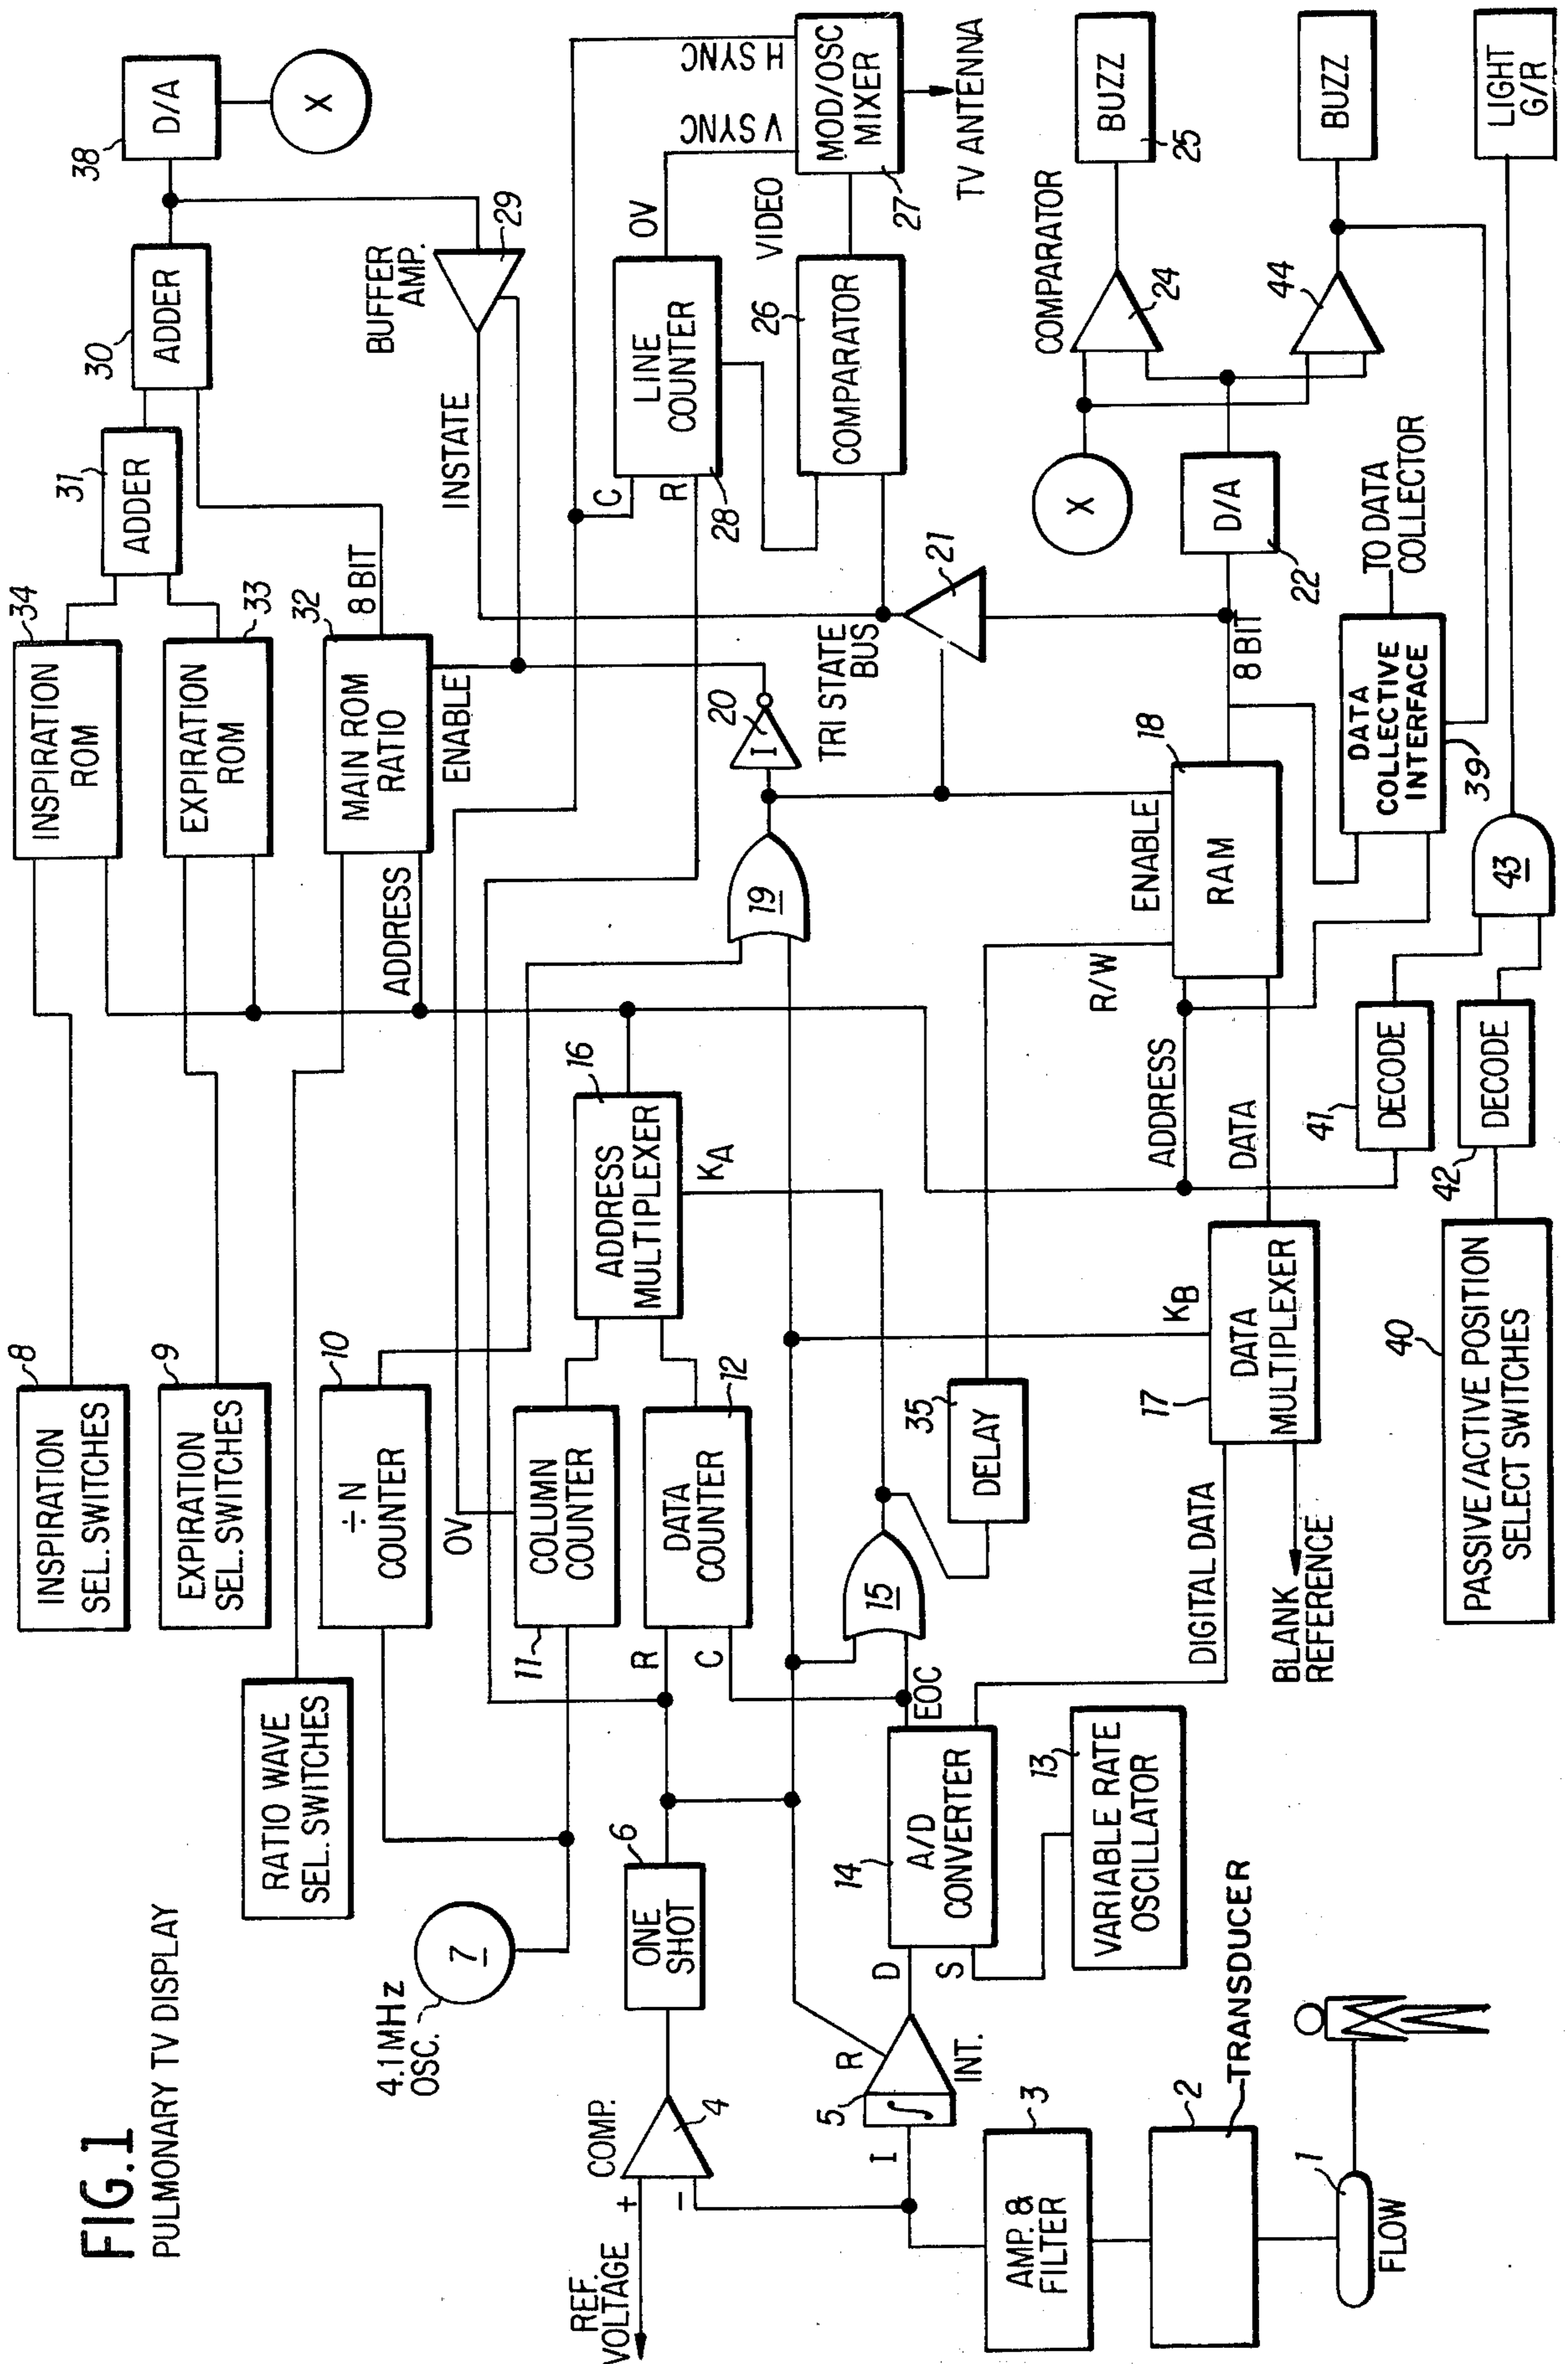 FIG.1
PULMONARY TV DISPLAY
INSPIRATION
SEL. SWITCHES
8
EXPIRATION
SEL. SWITCHES
9
RATIO WAVE
SEL. SWITCHES
÷ N
COUNTER
10
4.1 MHz
OSC.
7
OV
COLUMN
COUNTER
11
DATA
COUNTER
12
R
C
ONE
SHOT
6
COMP.
4
+
−
REF.
VOLTAGE
INSPIRATION
ROM
34
EXPIRATION
ROM
33
MAIN ROM
RATIO
32
8 BIT
ENABLE
ADDRESS
ADDER
31
ADDER
30
D/A
38
X
BUFFER
AMP.
29
INSTATE
ADDRESS
MULTIPLEXER
16
KA
19
I
20
TRI STATE
BUS
21
LINE
COUNTER
28
C
R
OV
V SYNC
H SYNC
COMPARATOR
26
VIDEO
MOD/OSC
MIXER
27
TV ANTENNA
AMP. &
FILTER
3
2
TRANSDUCER
1
FLOW
I
5
∫
R
INT.
D
S
A/D
CONVERTER
14
EOC
VARIABLE RATE
OSCILLATOR
13
15
DELAY
35
DIGITAL DATA
BLANK
REFERENCE
DATA
MULTIPLEXER
17
KB
ADDRESS
DATA
R/W
ENABLE
RAM
18
8 BIT
D/A
22
X
COMPARATOR
24
BUZZ
25
44
BUZZ
DATA
COLLECTIVE
INTERFACE
39
TO DATA
COLLECTOR
PASSIVE/ACTIVE POSITION
SELECT SWITCHES
40
DECODE
41
DECODE
42
43
LIGHT
G/R